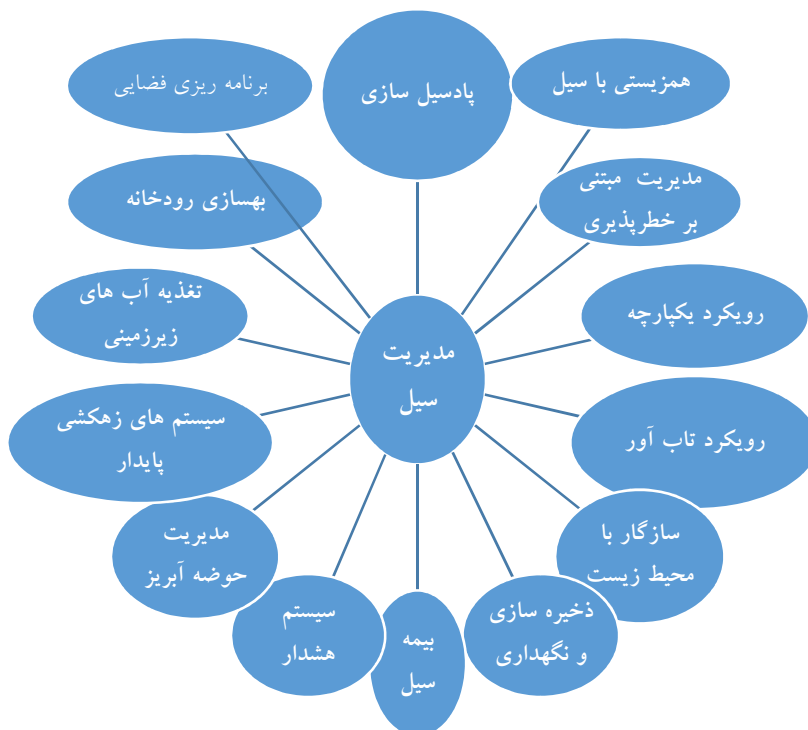 پادسیل سازی
همزیستی با سیل
مدیریت مبتنی
بر خطرپذیری
رویکرد یکپارچه
رویکرد تاب آور
سازگار با
محیط زیست
ذخیره سازی
و نگهداری
بیمه
سیل
سیستم
هشدار
مدیریت
حوضه آبریز
سیستم های زهکشی
پایدار
تغذیه آب های
زیرزمینی
بهسازی رودخانه
برنامه ریزی فضایی
مدیریت
سیل